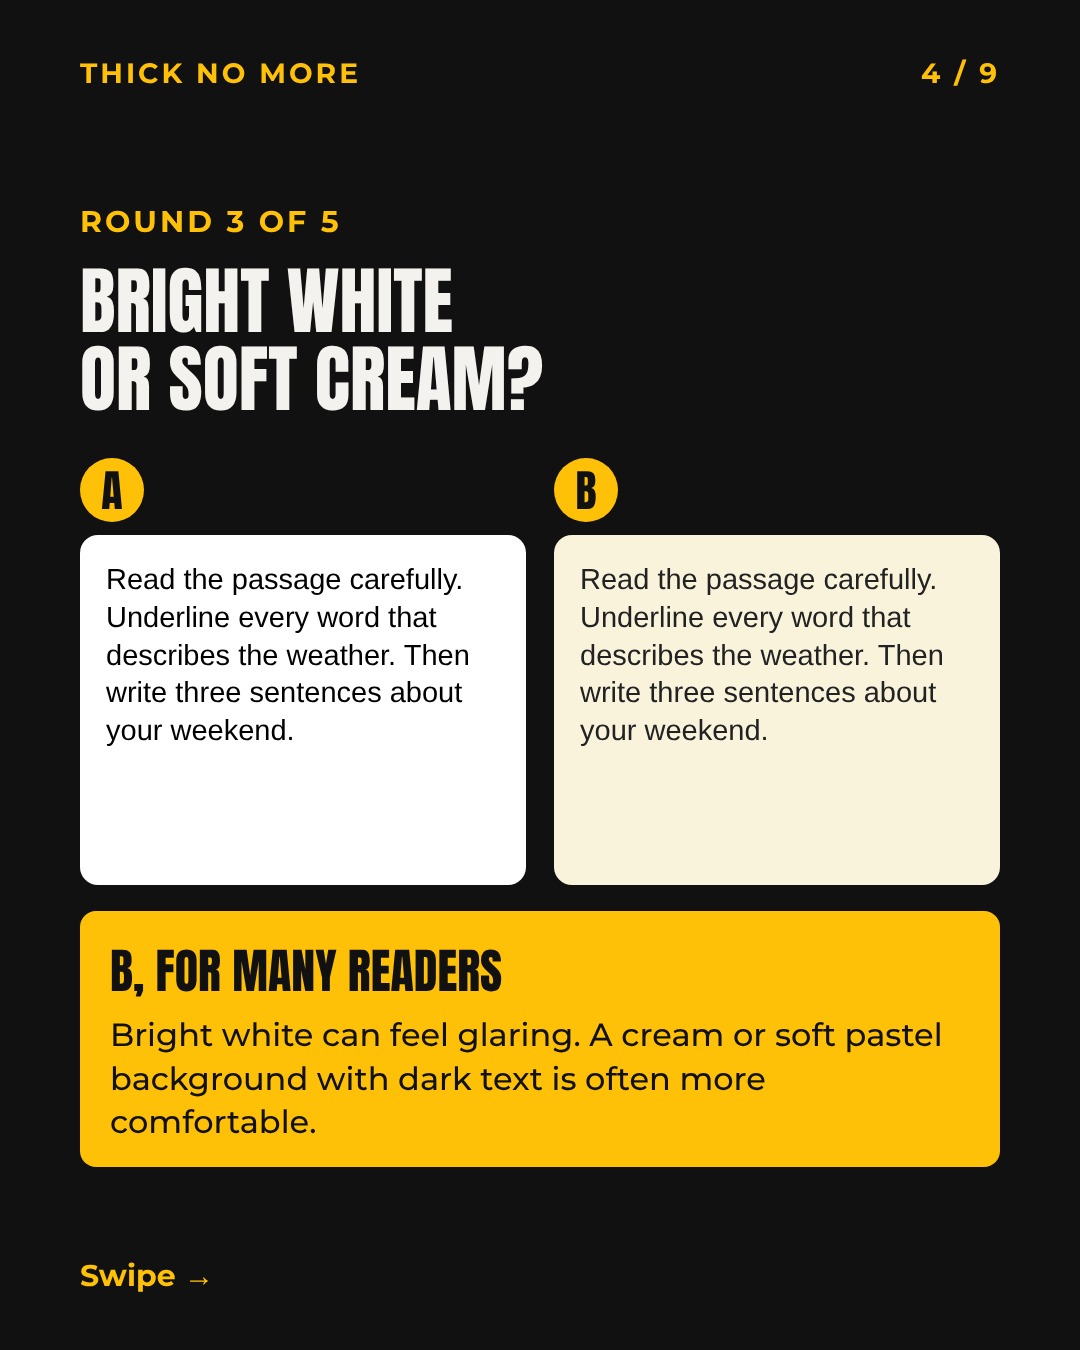 THICK NO MORE
4 / 9
ROUND 3 OF 5
BRIGHT WHITE
OR SOFT CREAM?
A
Read the passage carefully.
Underline every word that
describes the weather. Then
write three sentences about
your weekend.
B
Read the passage carefully.
Underline every word that
describes the weather. Then
write three sentences about
your weekend.
B, FOR MANY READERS
Bright white can feel glaring. A cream or soft pastel
background with dark text is often more
comfortable.
Swipe →